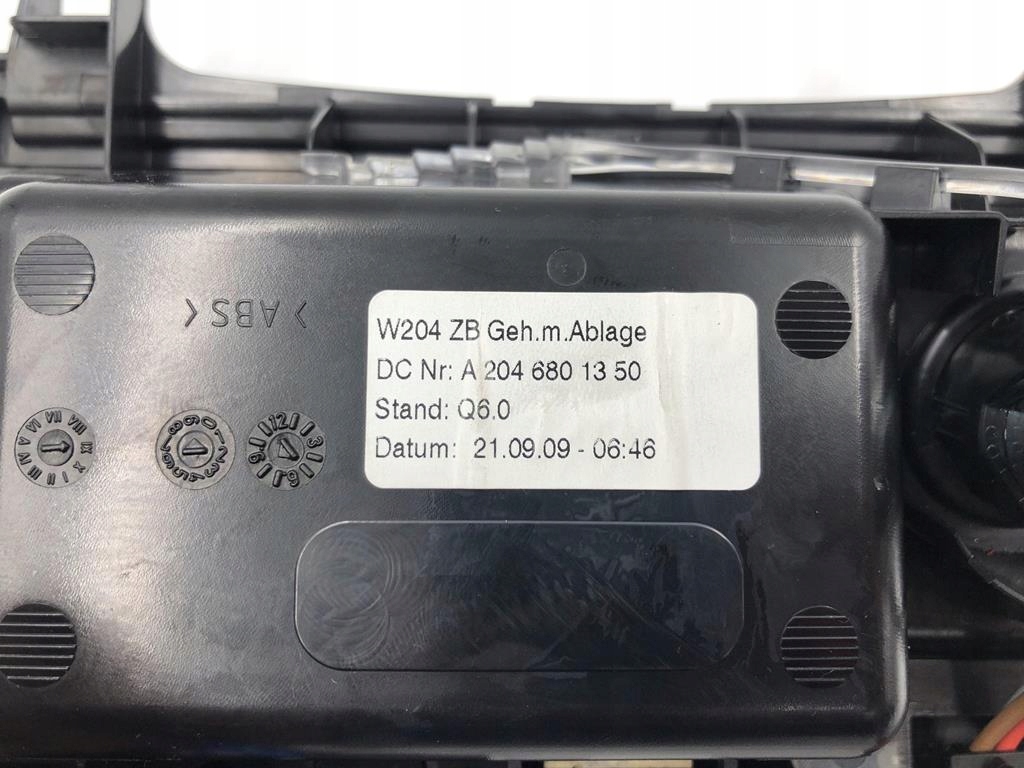 >ABS<
W204 ZB Geh.m.Ablage
DC Nr: A 204 680 13 50
Stand: Q6.0
Datum: 21.09.09 - 06:46